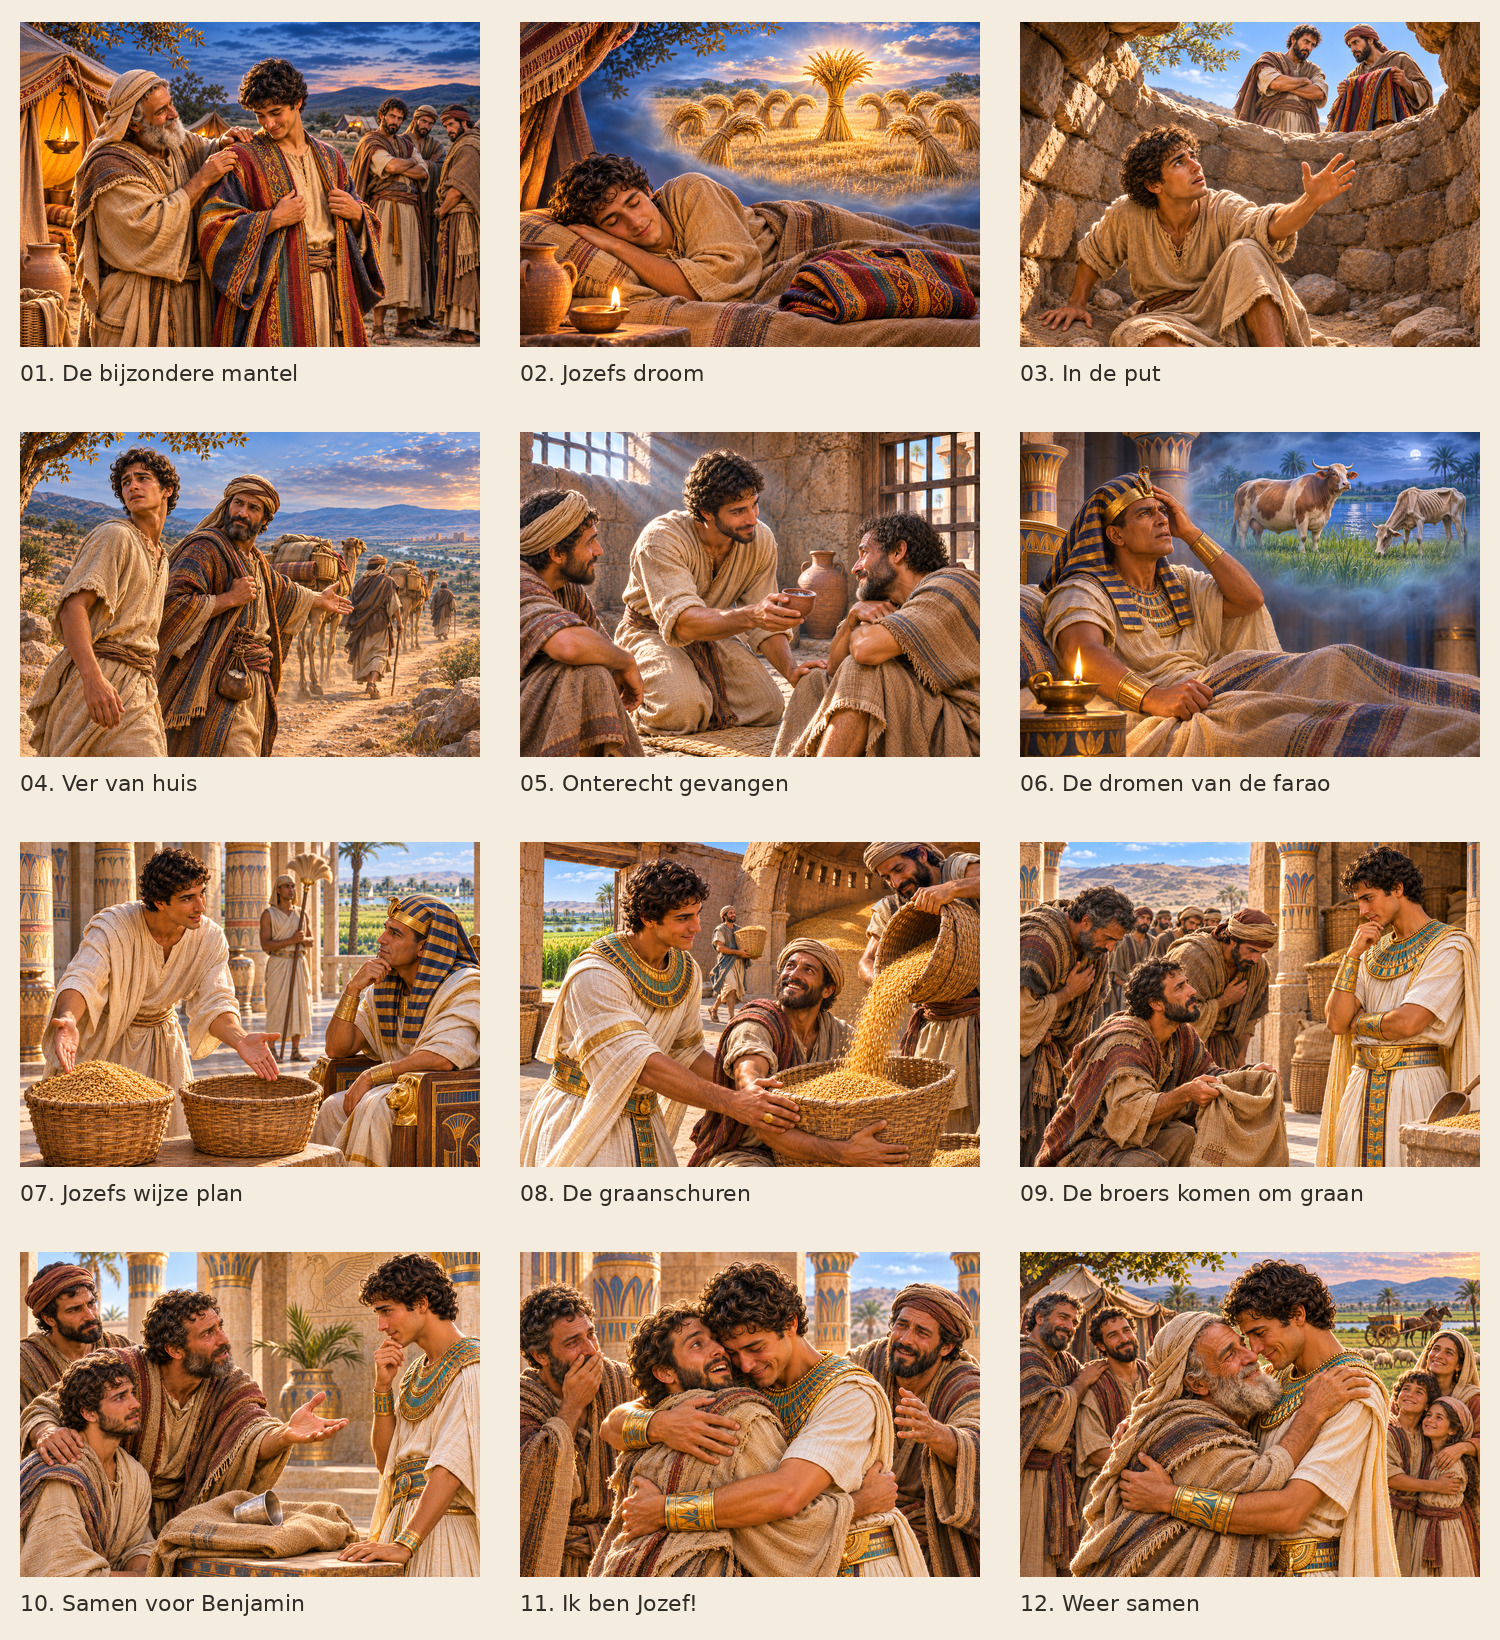 01. De bijzondere mantel
02. Jozefs droom
03. In de put
04. Ver van huis
05. Onterecht gevangen
06. De dromen van de farao
07. Jozefs wijze plan
08. De graanschuren
09. De broers komen om graan
10. Samen voor Benjamin
11. Ik ben Jozef!
12. Weer samen